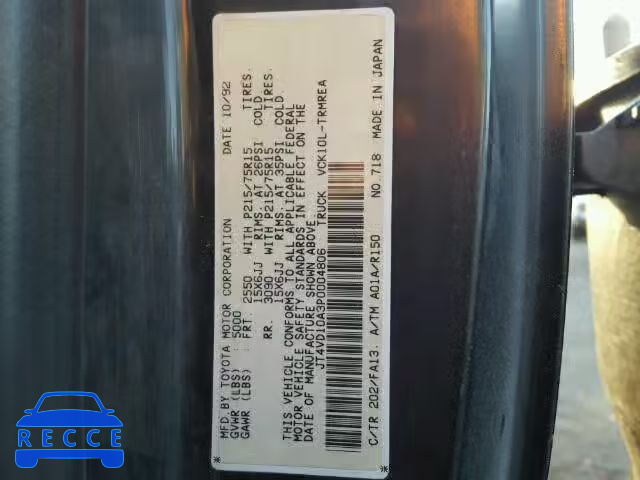 MFD.BY TOYOTA MOTOR CORPORATION DATE 10/92
GVWR (LBS) : 5000
GAWR (LBS) : FRT. 2550 WITH P215/75R15 TIRES.
15X6JJ RIMS. AT 26PSI COLD
RR. 3090 WITH P215/75R15 TIRES.
15X6JJ RIMS. AT 35PSI COLD.
THIS VEHICLE CONFORMS TO ALL APPLICABLE FEDERAL
MOTOR VEHICLE SAFETY STANDARDS IN EFFECT ON THE
DATE OF MANUFACTURE SHOWN ABOVE.
JT4VD10A3P0004806 TRUCK VCK10L-TRMREA
C/TR 202/FA13. A/TM A01A/R150 NO.718 MADE IN JAPAN
RECCE